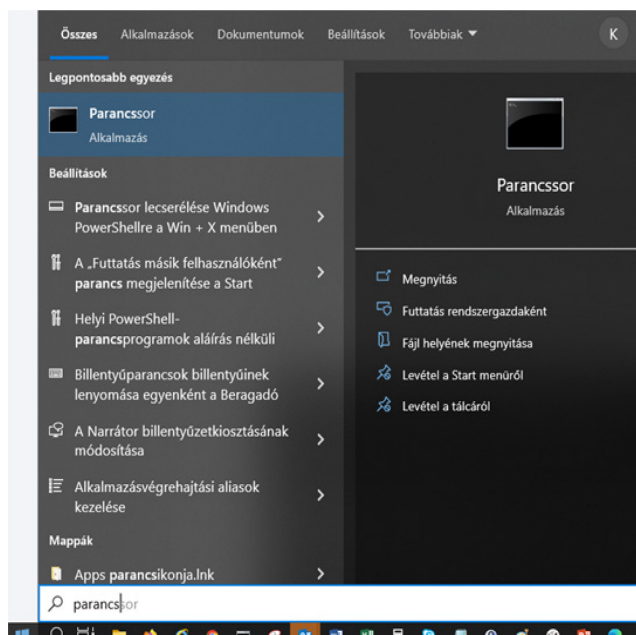 Összes Alkalmazások Dokumentumok Beállítások Továbbiak K
Legpontosabb egyezés
Parancssor
Alkalmazás
Beállítások
Parancssor lecserélése Windows
PowerShellre a Win + X menüben
A „Futtatás másik felhasználóként”
parancs megjelenítése a Start
Helyi PowerShell-
parancsprogramok aláírás nélküli
Billentyűparancsok billentyűinek
lenyomása egyenként a Beragadó
A Narrátor billentyűzetkiosztásának
módosítása
Alkalmazásvégrehajtási aliasok
kezelése
Mappák
Apps parancsikonja.lnk
Parancssor
Alkalmazás
Megnyitás
Futtatás rendszergazdaként
Fájl helyének megnyitása
Levétel a Start menüről
Levétel a tálcáról
parancssor